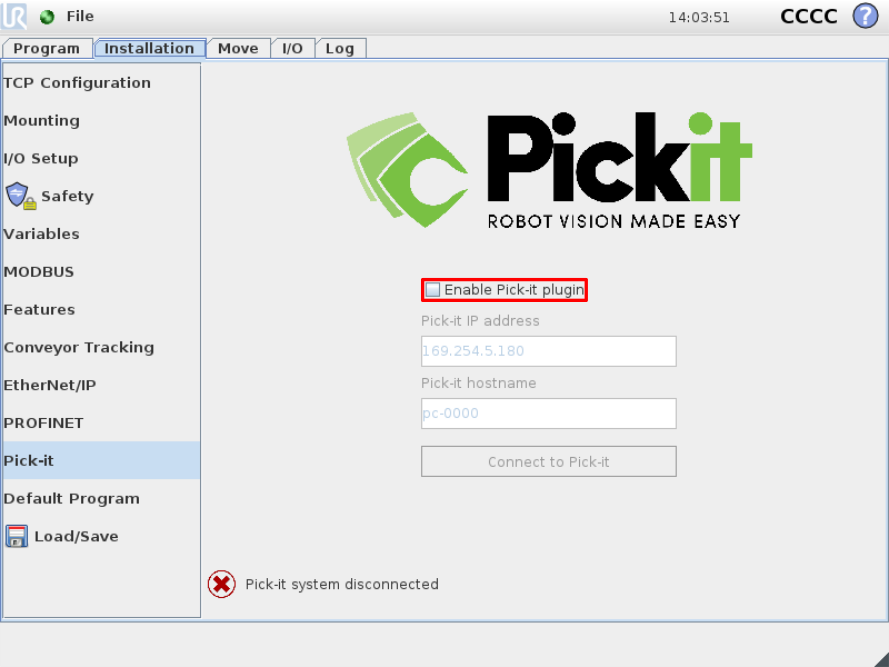 UR File 14:03:51 CCCC ?
Program Installation Move I/O Log
TCP Configuration
Mounting
I/O Setup
Safety
Variables
MODBUS
Features
Conveyor Tracking
EtherNet/IP
PROFINET
Pick-it
Default Program
Load/Save
Pickit
ROBOT VISION MADE EASY
Enable Pick-it plugin
Pick-it IP address
169.254.5.180
Pick-it hostname
pc-0000
Connect to Pick-it
Pick-it system disconnected